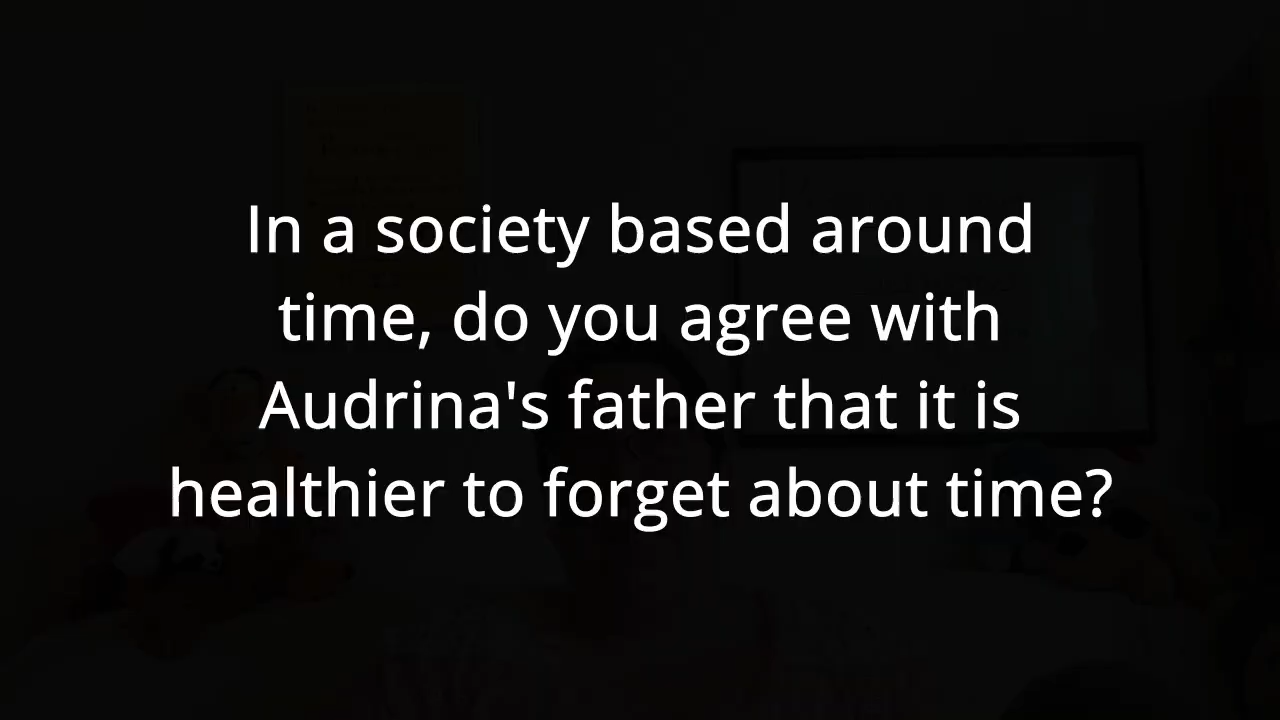 In a society based around
time, do you agree with
Audrina's father that it is
healthier to forget about time?